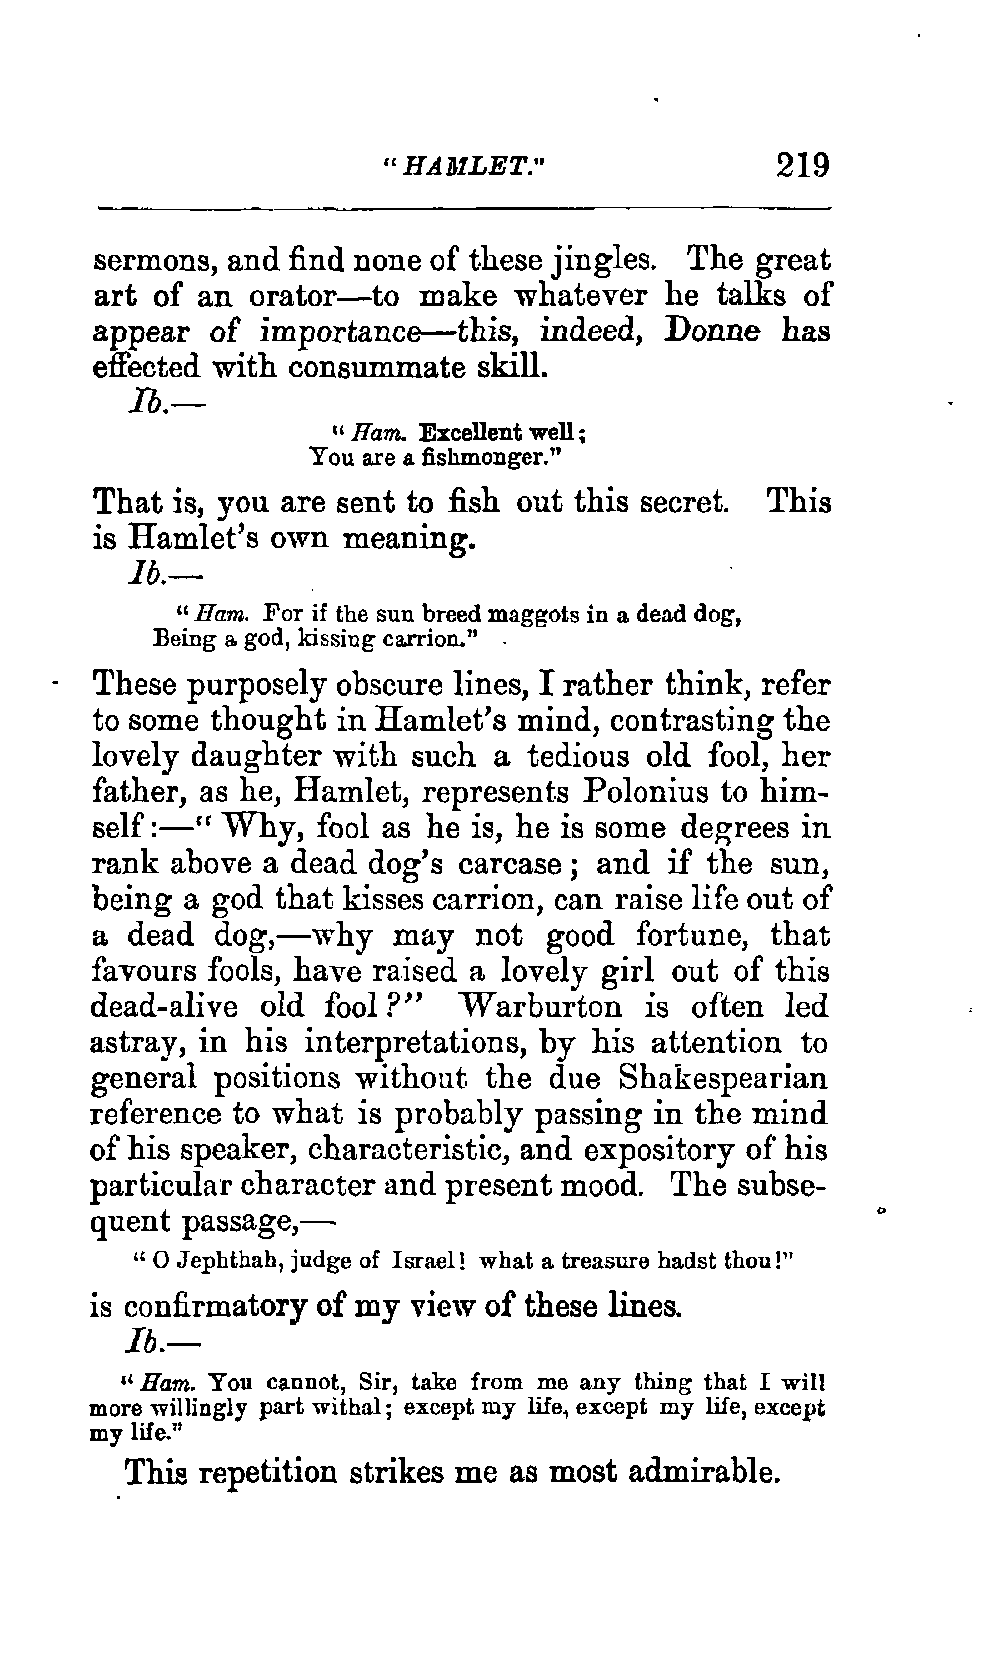 "HAMLET." 219
sermons, and find none of these jingles. The great
art of an orator—to make whatever he talks of
appear of importance—this, indeed, Donne has
effected with consummate skill.
Ib.—
"Ham. Excellent well;
You are a fishmonger."
That is, you are sent to fish out this secret. This
is Hamlet's own meaning.
Ib.—
"Ham. For if the sun breed maggots in a dead dog,
Being a god, kissing carrion."
These purposely obscure lines, I rather think, refer
to some thought in Hamlet's mind, contrasting the
lovely daughter with such a tedious old fool, her
father, as he, Hamlet, represents Polonius to him-
self:—"Why, fool as he is, he is some degrees in
rank above a dead dog's carcase; and if the sun,
being a god that kisses carrion, can raise life out of
a dead dog,—why may not good fortune, that
favours fools, have raised a lovely girl out of this
dead-alive old fool?" Warburton is often led
astray, in his interpretations, by his attention to
general positions without the due Shakespearian
reference to what is probably passing in the mind
of his speaker, characteristic, and expository of his
particular character and present mood. The subse-
quent passage,—
"O Jephthah, judge of Israel! what a treasure hadst thou!"
is confirmatory of my view of these lines.
Ib.—
"Ham. You cannot, Sir, take from me any thing that I will
more willingly part withal; except my life, except my life, except
my life."
This repetition strikes me as most admirable.